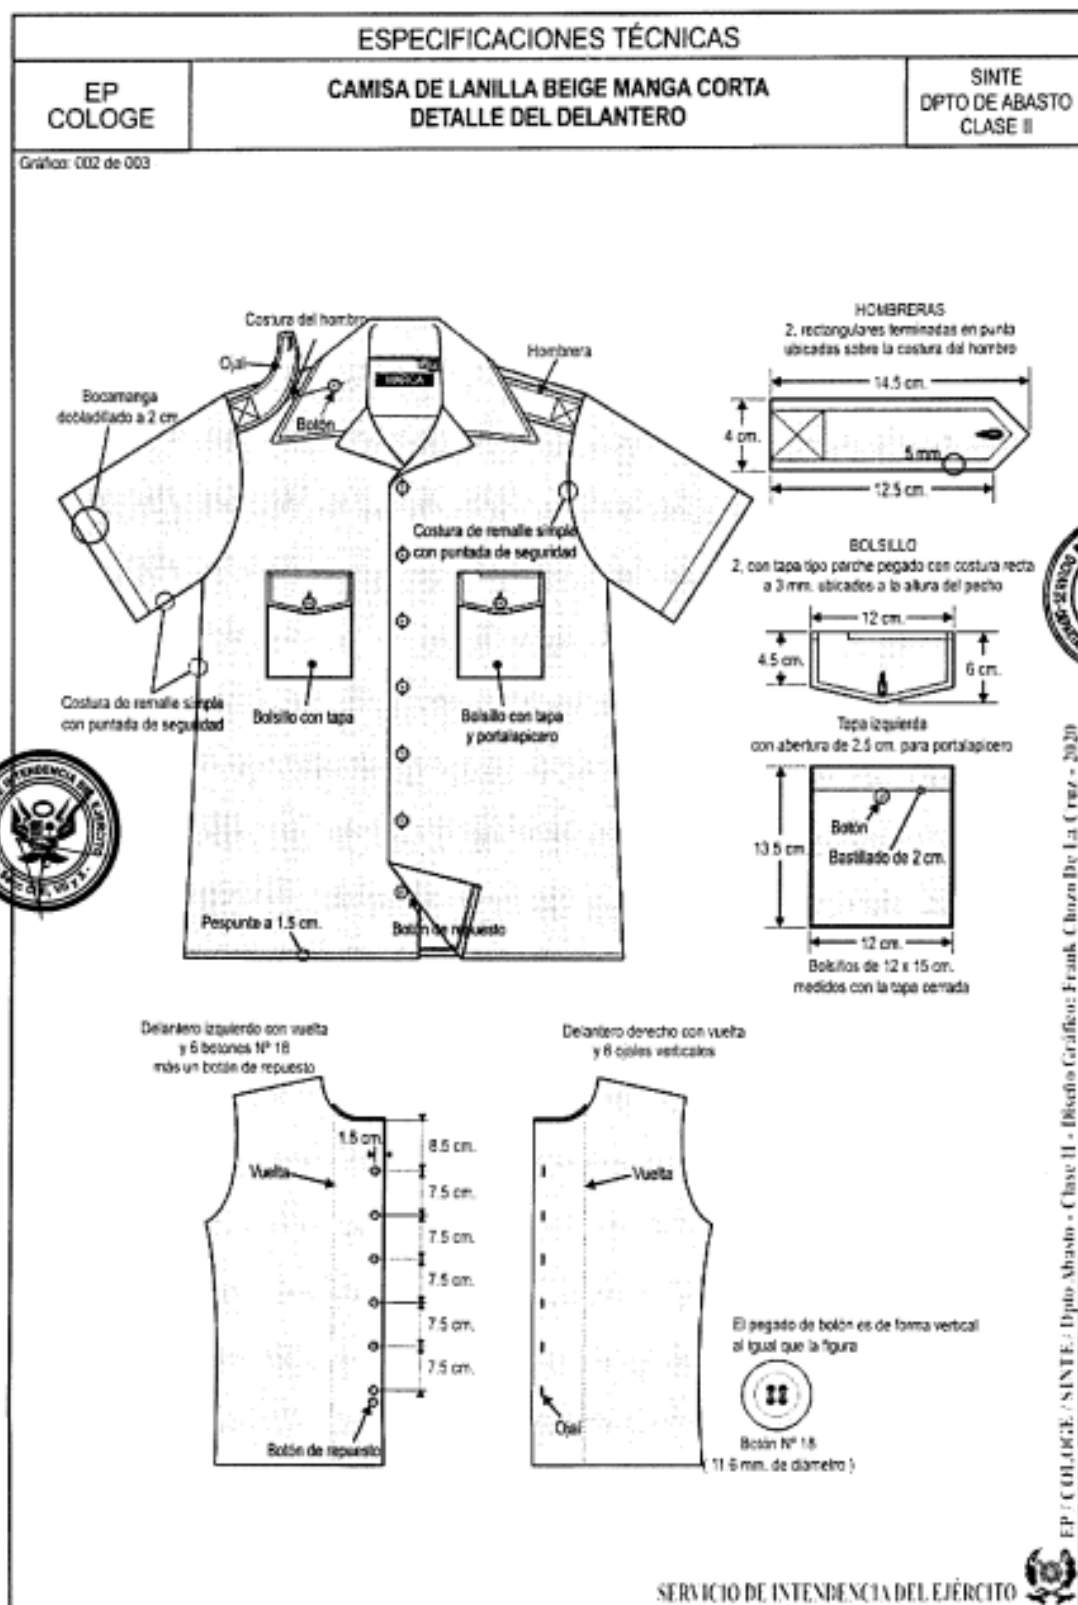 ESPECIFICACIONES TÉCNICAS
EP
COLOGE
CAMISA DE LANILLA BEIGE MANGA CORTA
DETALLE DEL DELANTERO
SINTE
DPTO DE ABASTO
CLASE II
Gráfico: 002 de 003
Costura del hombro
Ojal
Hombrera
MARCA
Bocamanga
dobladillado a 2 cm.
Botón
Costura de remalle simple
con puntada de seguridad
Costura de remalle simple
con puntada de seguridad
Bolsillo con tapa
Bolsillo con tapa
y portalapicero
Pespunte a 1.5 cm.
Botón de repuesto
HOMBRERAS
2, rectangulares terminadas en punta
ubicadas sobre la costura del hombro
14.5 cm.
4 cm.
5 mm.
12.5 cm.
BOLSILLO
2, con tapa tipo parche pegado con costura recta
a 3 mm. ubicados a la altura del pecho
12 cm.
4.5 cm.
6 cm.
Tapa izquierda
con abertura de 2.5 cm. para portalapicero
Botón
13.5 cm
Bastillado de 2 cm.
12 cm.
Bolsillos de 12 x 15 cm.
medidos con la tapa cerrada
Delantero izquierdo con vuelta
y 6 botones Nº 18
más un botón de repuesto
Delantero derecho con vuelta
y 6 ojales verticales
1.5 cm.
8.5 cm.
Vuelta
7.5 cm.
7.5 cm.
7.5 cm.
7.5 cm.
7.5 cm.
Botón de repuesto
Vuelta
Ojal
El pegado de botón es de forma vertical
al igual que la figura
Botón Nº 18
( 11.6 mm. de diámetro )
EP / COLOGE / SINTE / Dpto Abasto - Clase II - Diseño Gráfico: Frank Chozo De La Cruz - 2020
INTENDENCIA DEL EJÉRCITO
SERVICIO DE INTENDENCIA DEL EJÉRCITO